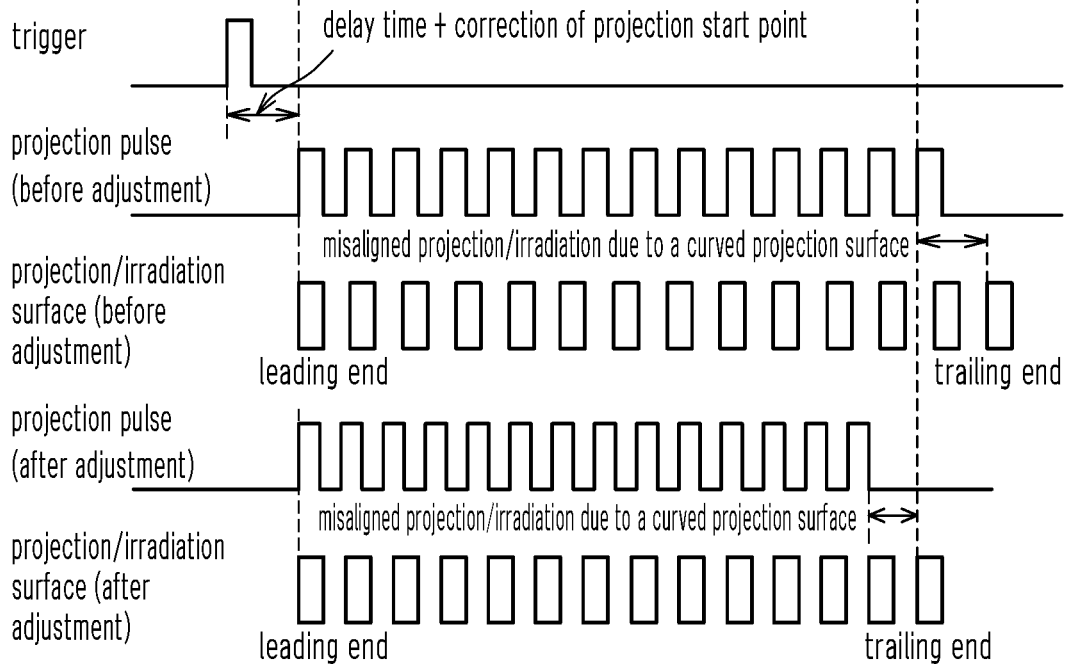 trigger
delay time + correction of projection start point
projection pulse
(before adjustment)
misaligned projection/irradiation due to a curved projection surface
projection/irradiation
surface (before
adjustment)
leading end
trailing end
projection pulse
(after adjustment)
misaligned projection/irradiation due to a curved projection surface
projection/irradiation
surface (after
adjustment)
leading end
trailing end